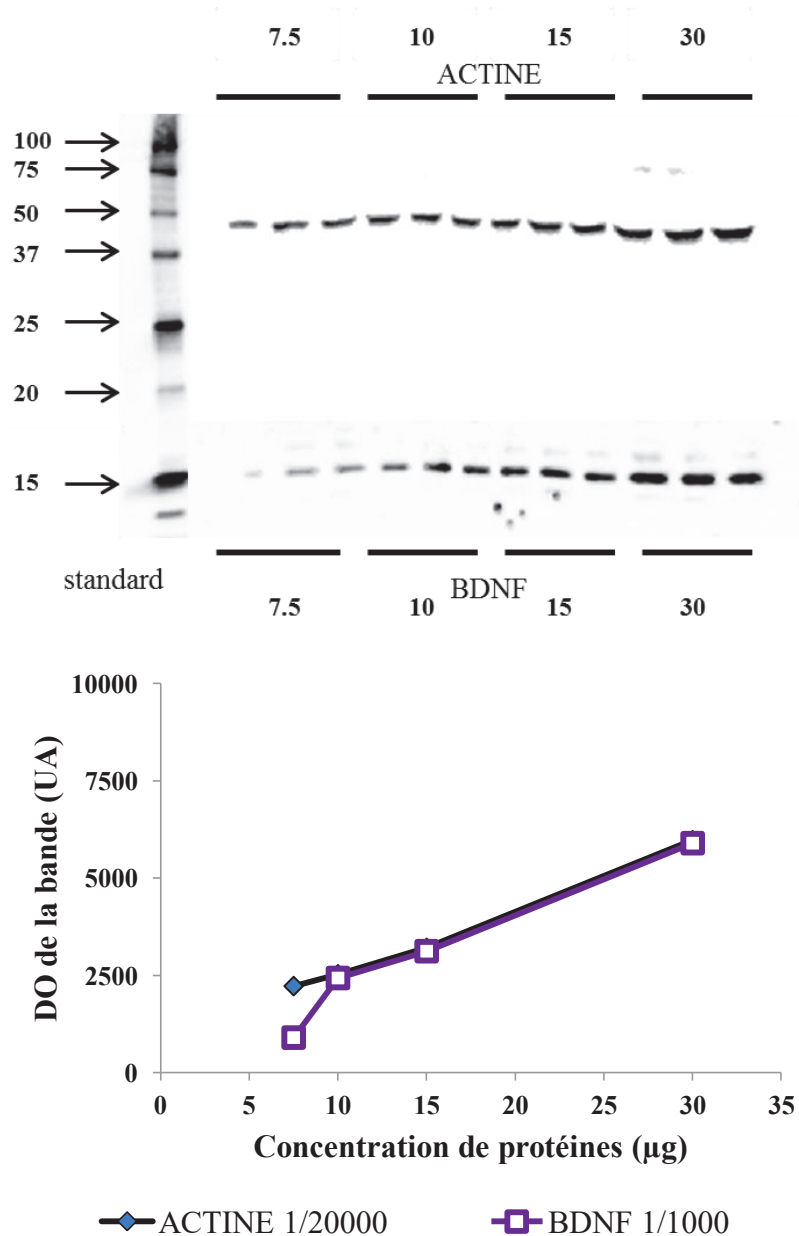 7.5 10 15 30
ACTINE
100
75
50
37
25
20
15
standard
BDNF
7.5 10 15 30
10000
7500
5000
2500
0
DO de la bande (UA)
0 5 10 15 20 25 30 35
Concentration de protéines (µg)
ACTINE 1/20000 BDNF 1/1000